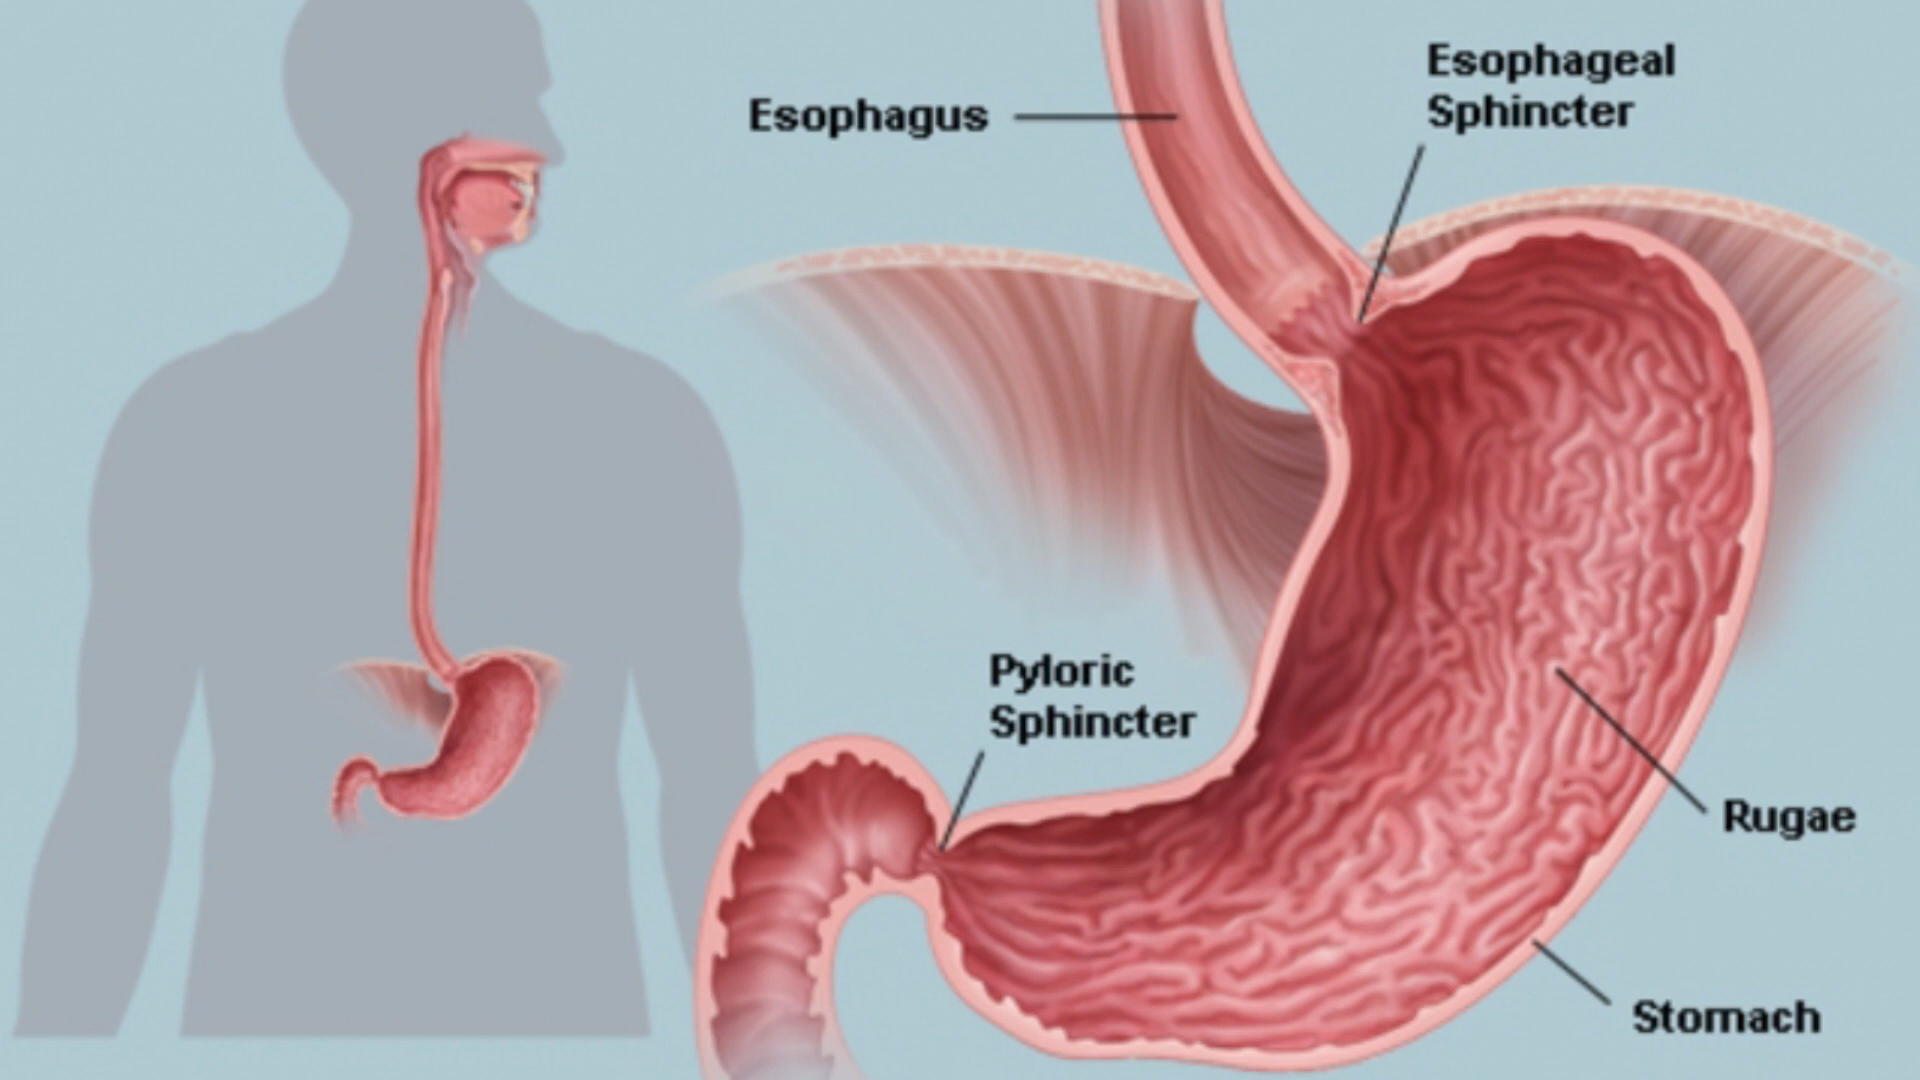 Esophagus
Esophageal
Sphincter
Pyloric
Sphincter
Rugae
Stomach